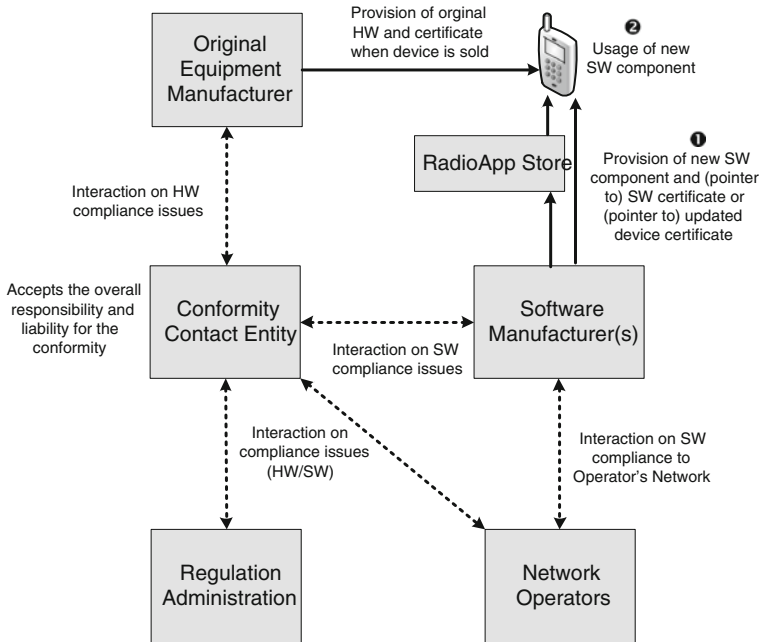 Original
Equipment
Manufacturer
Provision of orginal
HW and certificate
when device is sold
❷
Usage of new
SW component
RadioApp Store
❶
Provision of new SW
component and (pointer
to) SW certificate or
(pointer to) updated
device certificate
Interaction on HW
compliance issues
Accepts the overall
responsibility and
liability for the
conformity
Conformity
Contact Entity
Interaction on SW
compliance issues
Software
Manufacturer(s)
Interaction on
compliance issues
(HW/SW)
Interaction on SW
compliance to
Operator's Network
Regulation
Administration
Network
Operators